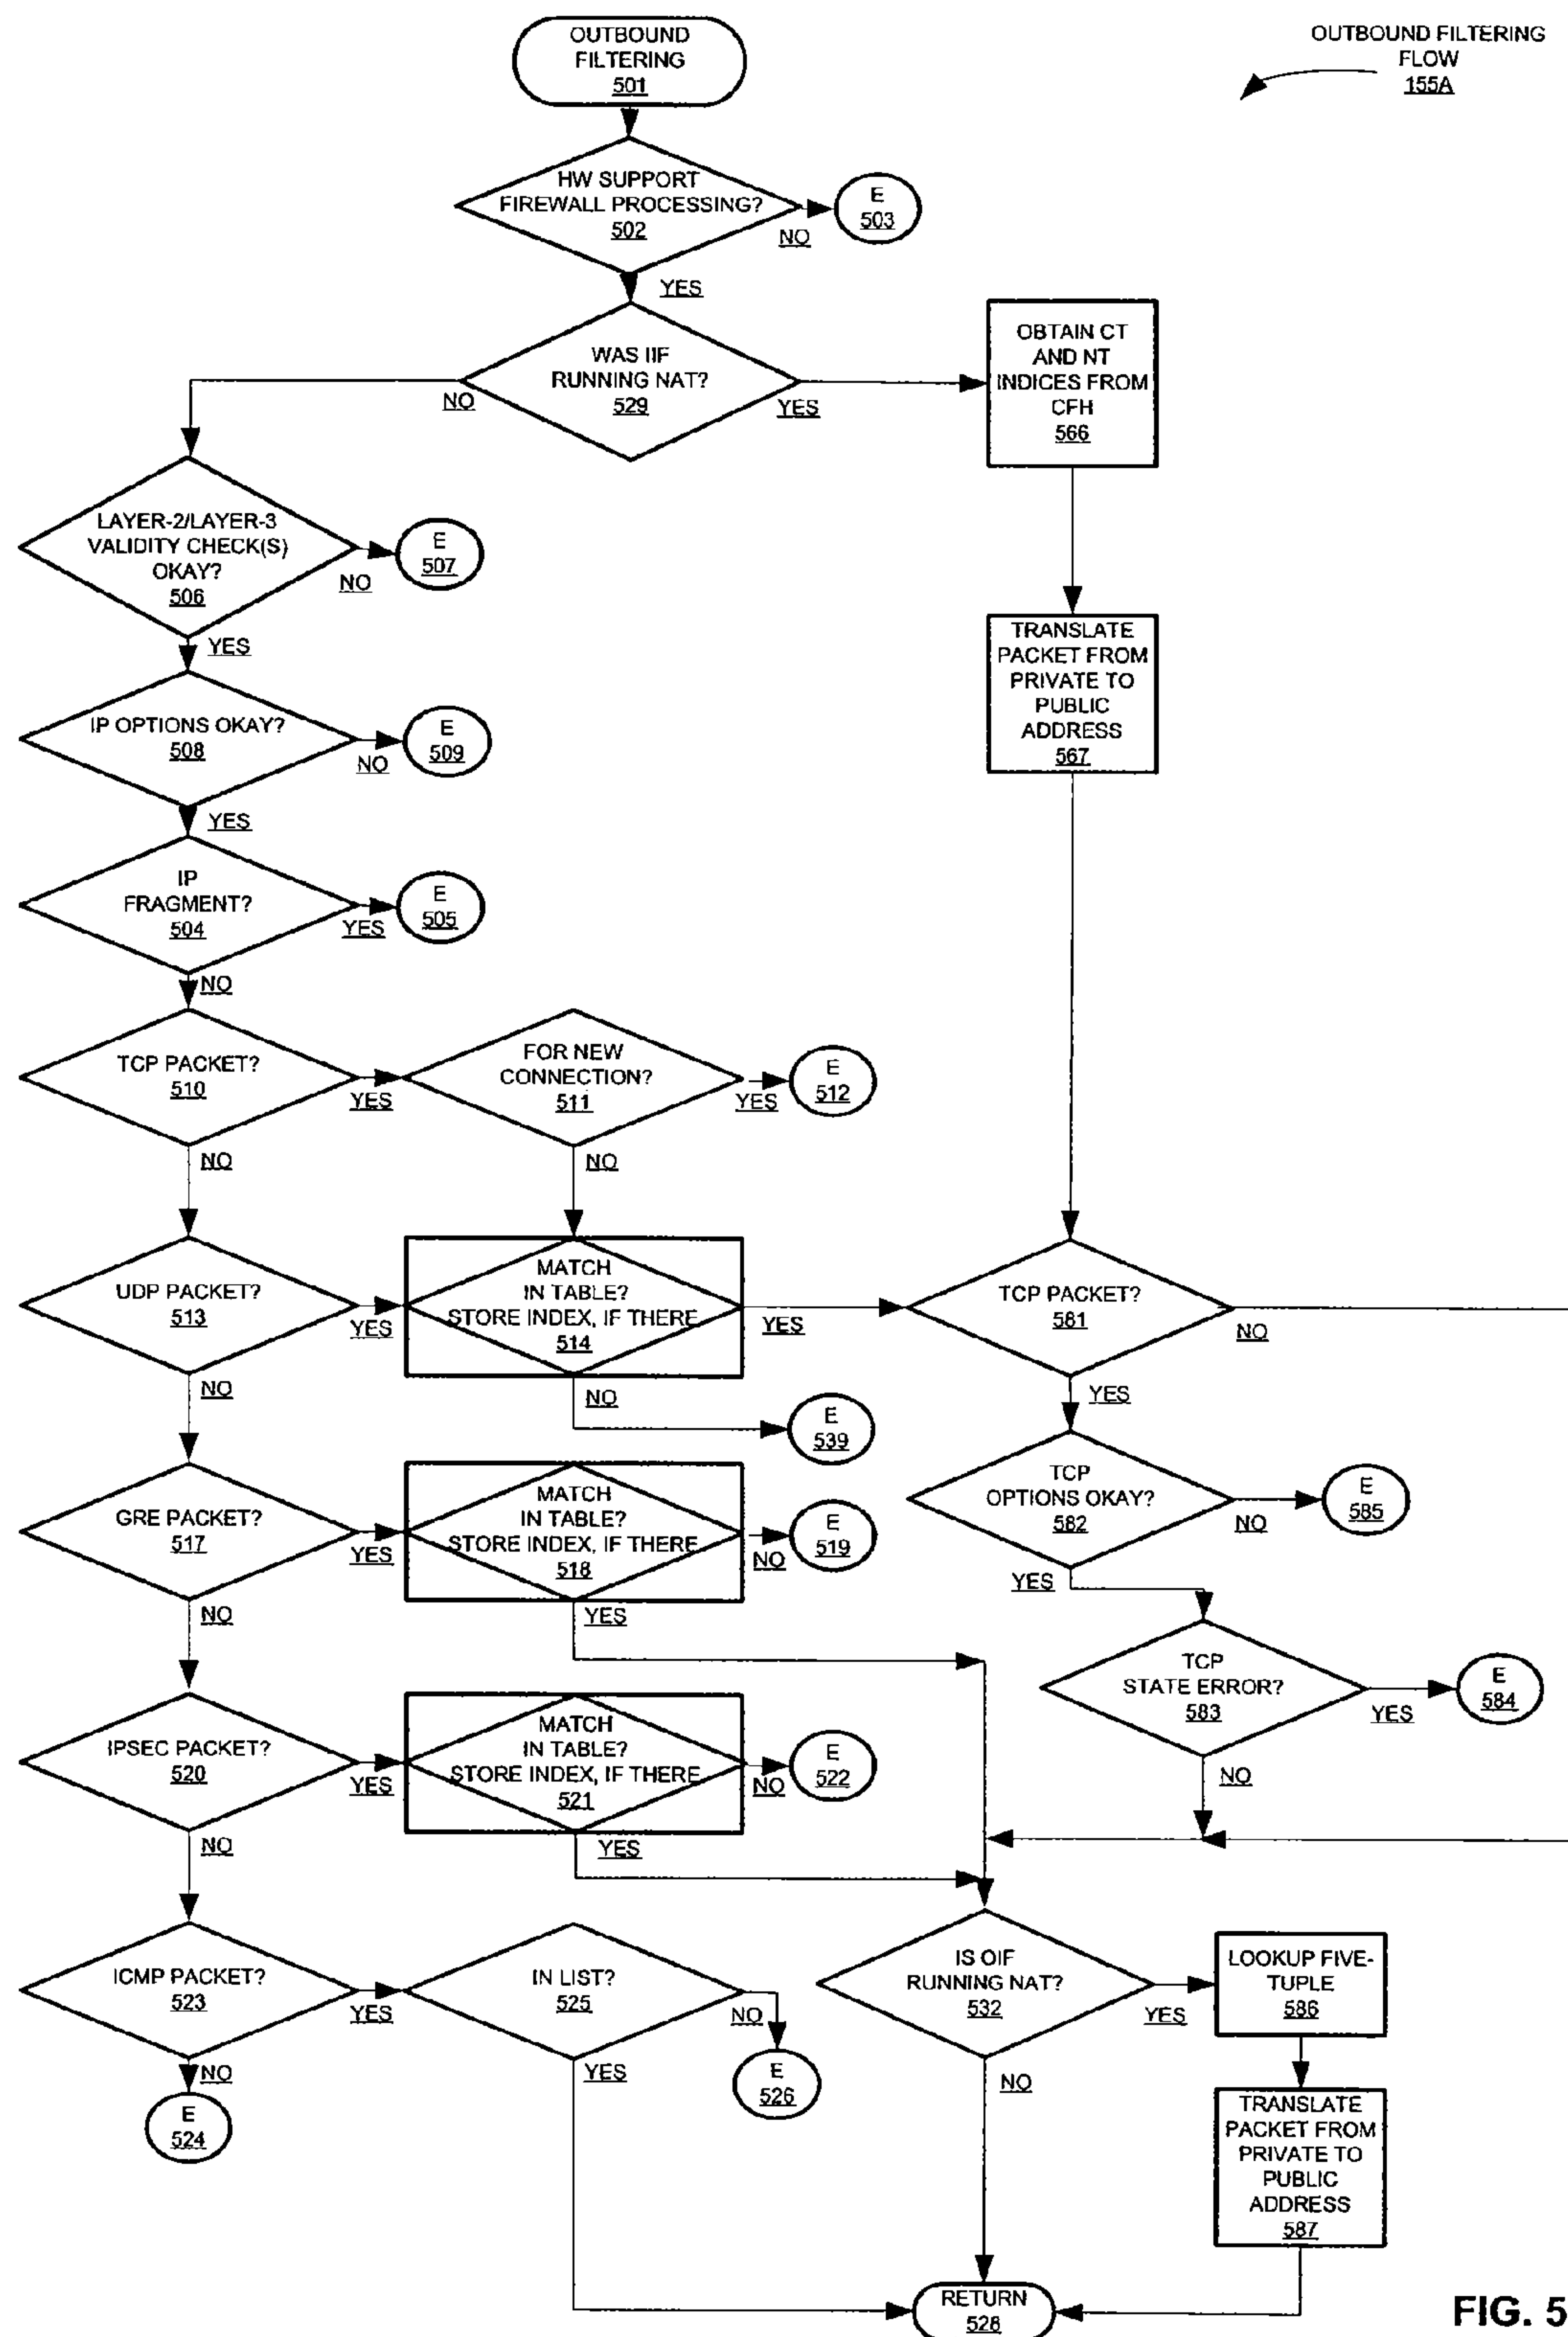 OUTBOUND
FILTERING
501
OUTBOUND FILTERING
FLOW
155A
HW SUPPORT
FIREWALL PROCESSING?
502
NO
E
503
YES
WAS IIF
RUNNING NAT?
529
NO
YES
OBTAIN CT
AND NT
INDICES FROM
CFH
566
LAYER-2/LAYER-3
VALIDITY CHECK(S)
OKAY?
506
NO
E
507
YES
TRANSLATE
PACKET FROM
PRIVATE TO
PUBLIC
ADDRESS
567
IP OPTIONS OKAY?
508
NO
E
509
YES
IP
FRAGMENT?
504
YES
E
505
NO
TCP PACKET?
510
YES
FOR NEW
CONNECTION?
511
YES
E
512
NO
NO
UDP PACKET?
513
YES
MATCH
IN TABLE?
STORE INDEX, IF THERE
514
YES
TCP PACKET?
581
NO
NO
NO
E
539
YES
TCP
OPTIONS OKAY?
582
NO
E
585
GRE PACKET?
517
YES
MATCH
IN TABLE?
STORE INDEX, IF THERE
518
NO
E
519
YES
NO
YES
TCP
STATE ERROR?
583
YES
E
584
IPSEC PACKET?
520
YES
MATCH
IN TABLE?
STORE INDEX, IF THERE
521
NO
E
522
NO
NO
YES
ICMP PACKET?
523
YES
IN LIST?
525
NO
E
526
IS OIF
RUNNING NAT?
532
YES
LOOKUP FIVE-
TUPLE
586
NO
E
524
YES
NO
TRANSLATE
PACKET FROM
PRIVATE TO
PUBLIC
ADDRESS
587
RETURN
528
FIG. 5